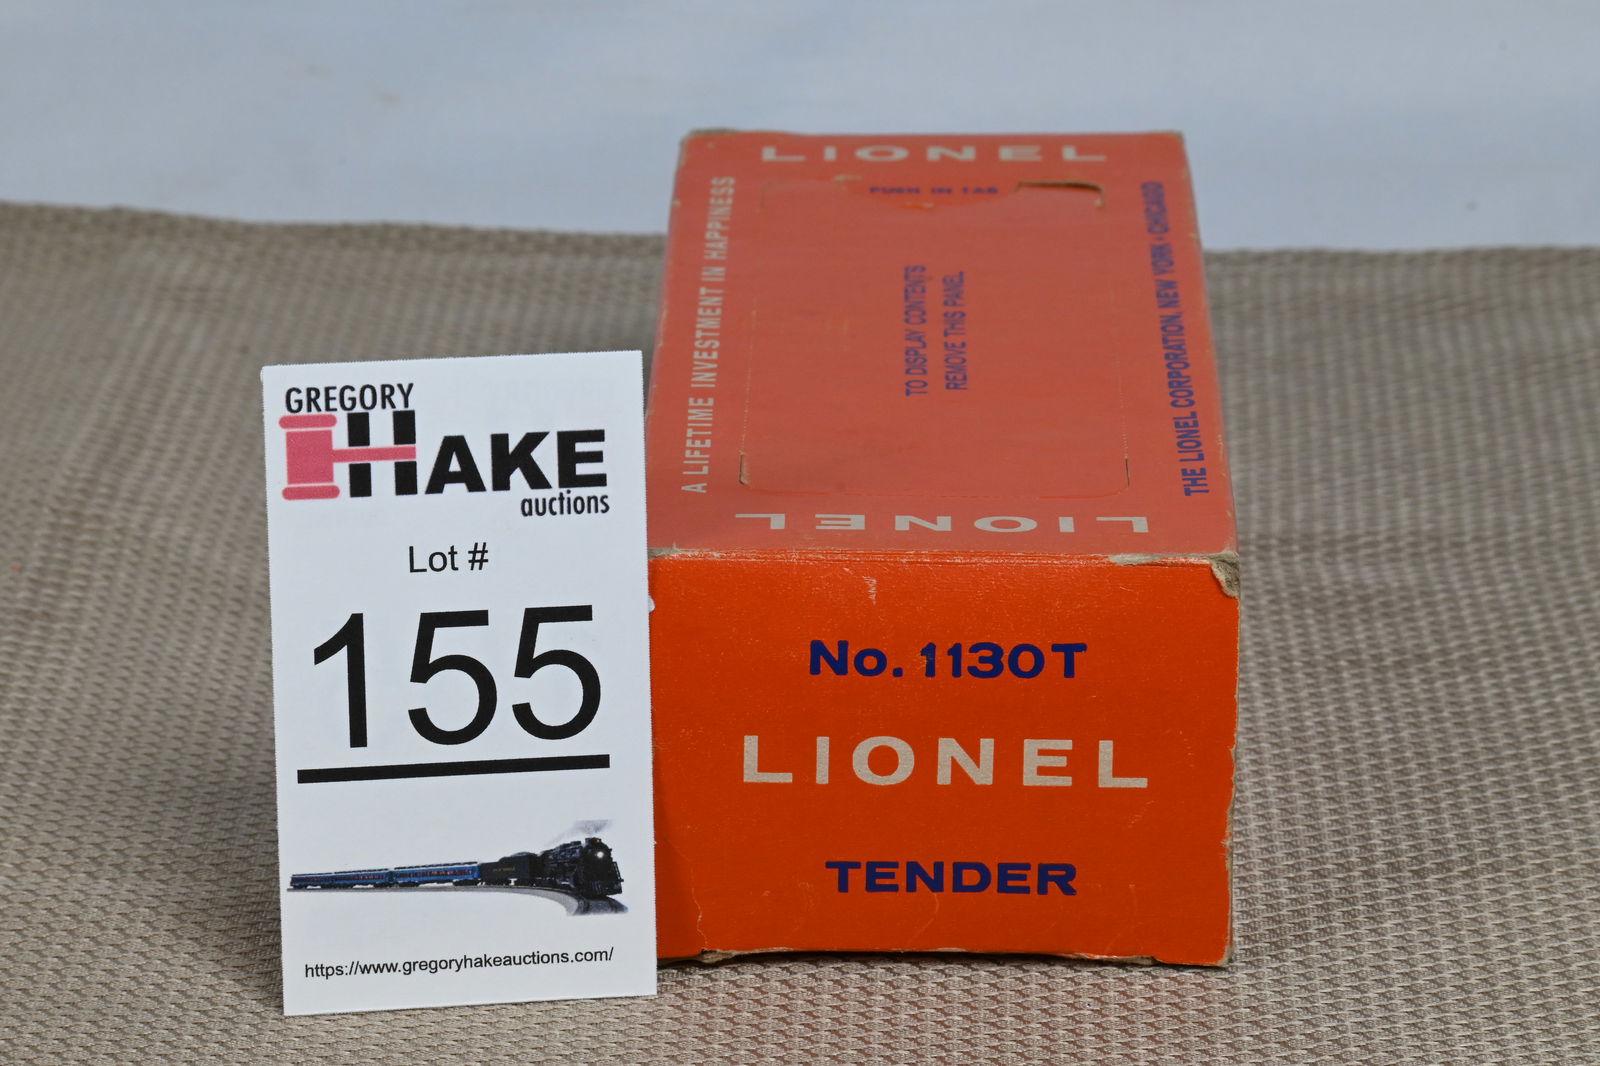 GREGORY
HAKE
auctions
Lot #
155
https://www.gregoryhakeauctions.com/
LIONEL
PUSH IN TAB
A LIFETIME INVESTMENT IN HAPPINESS
TO DISPLAY CONTENTS
REMOVE THIS PANEL
THE LIONEL CORPORATION, NEW YORK • CHICAGO
LIONEL
No. 1130T
LIONEL
TENDER